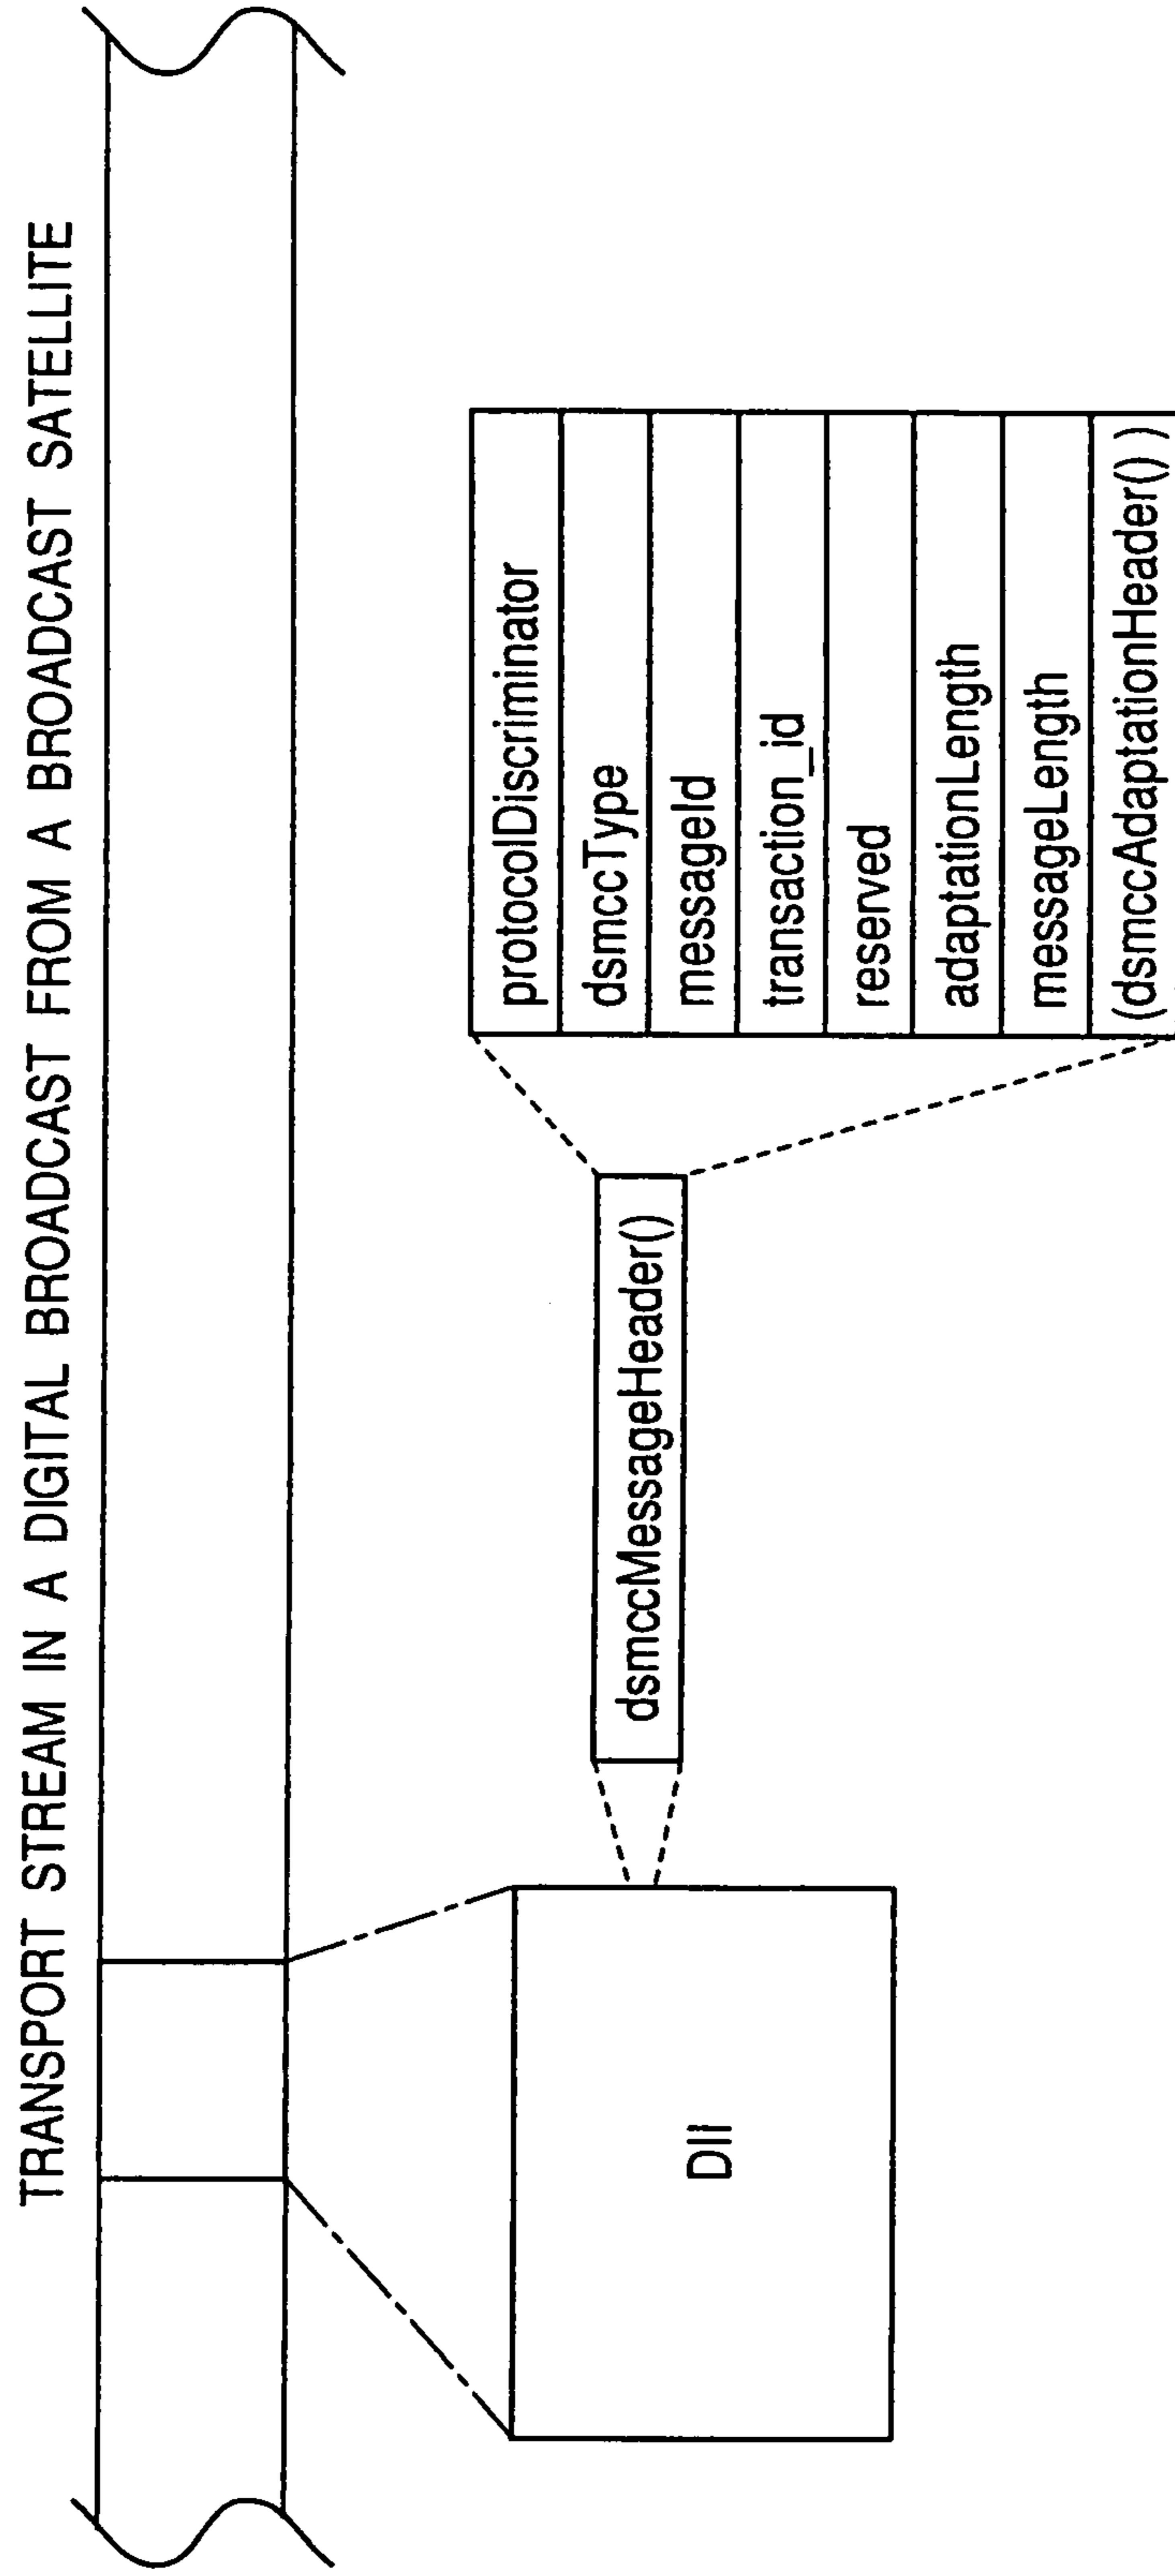 TRANSPORT STREAM IN A DIGITAL BROADCAST FROM A BROADCAST SATELLITE
DII
dsmccMessageHeader()
protocolDiscriminator
dsmccType
messageId
transaction_id
reserved
adaptationLength
messageLength
(dsmccAdaptationHeader() )